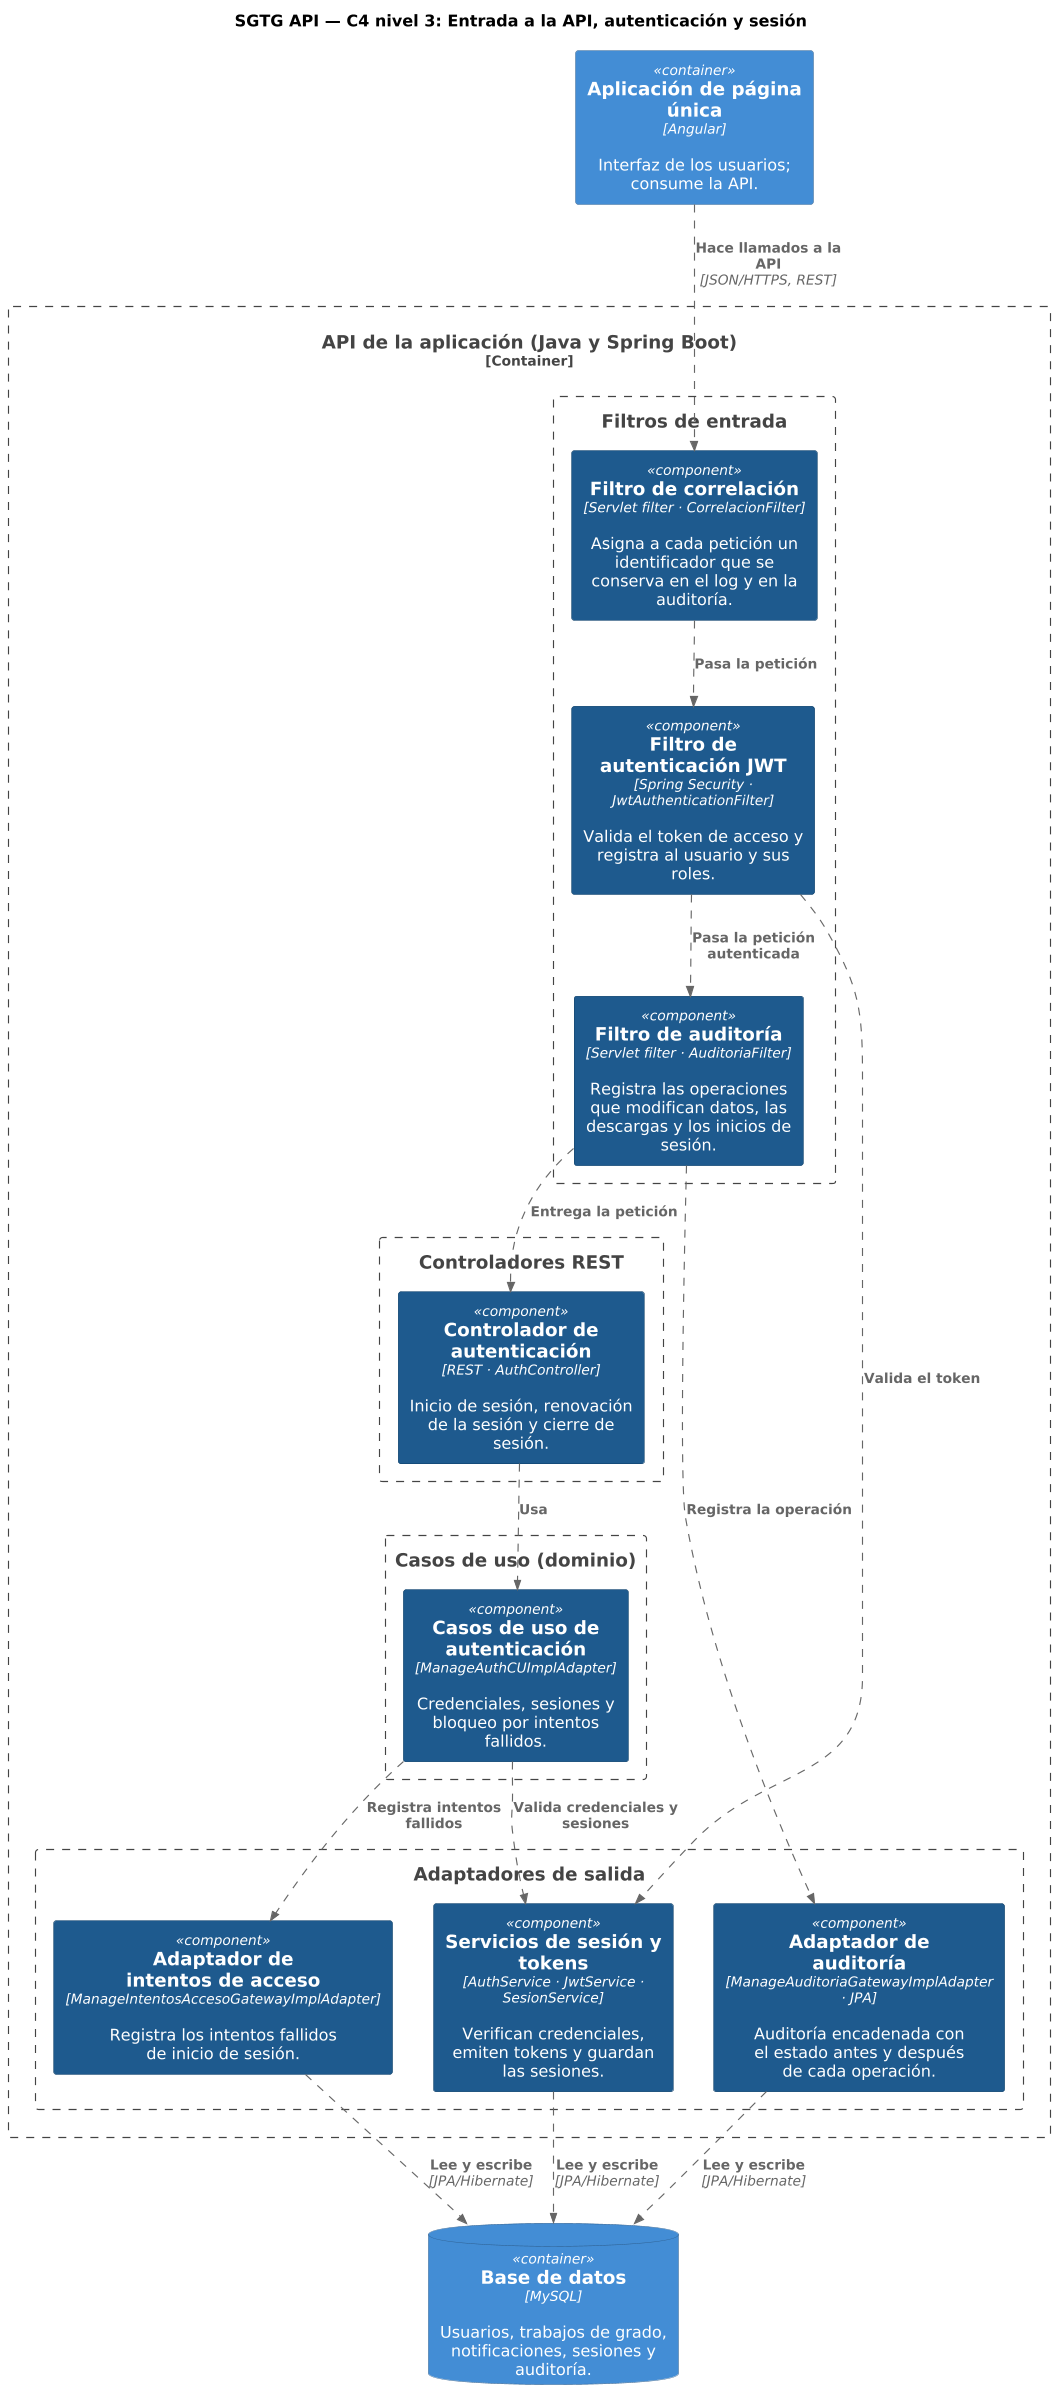 SGTG API — C4 nivel 3: Entrada a la API, autenticación y sesión
«container»
Aplicación de página
única
[Angular]
Interfaz de los usuarios;
consume la API.
Hace llamados a la
API
[JSON/HTTPS, REST]
API de la aplicación (Java y Spring Boot)
[Container]
Filtros de entrada
«component»
Filtro de correlación
[Servlet filter · CorrelacionFilter]
Asigna a cada petición un
identificador que se
conserva en el log y en la
auditoría.
Pasa la petición
«component»
Filtro de
autenticación JWT
[Spring Security ·
JwtAuthenticationFilter]
Valida el token de acceso y
registra al usuario y sus
roles.
Pasa la petición
autenticada
«component»
Filtro de auditoría
[Servlet filter · AuditoriaFilter]
Registra las operaciones
que modifican datos, las
descargas y los inicios de
sesión.
Entrega la petición
Controladores REST
«component»
Controlador de
autenticación
[REST · AuthController]
Inicio de sesión, renovación
de la sesión y cierre de
sesión.
Valida el token
Usa
Registra la operación
Casos de uso (dominio)
«component»
Casos de uso de
autenticación
[ManageAuthCUImplAdapter]
Credenciales, sesiones y
bloqueo por intentos
fallidos.
Registra intentos
fallidos
Valida credenciales y
sesiones
Adaptadores de salida
«component»
Adaptador de
intentos de acceso
[ManageIntentosAccesoGatewayImplAdapter]
Registra los intentos fallidos
de inicio de sesión.
«component»
Servicios de sesión y
tokens
[AuthService · JwtService ·
SesionService]
Verifican credenciales,
emiten tokens y guardan
las sesiones.
«component»
Adaptador de
auditoría
[ManageAuditoriaGatewayImplAdapter
· JPA]
Auditoría encadenada con
el estado antes y después
de cada operación.
Lee y escribe
[JPA/Hibernate]
Lee y escribe
[JPA/Hibernate]
Lee y escribe
[JPA/Hibernate]
«container»
Base de datos
[MySQL]
Usuarios, trabajos de grado,
notificaciones, sesiones y
auditoría.